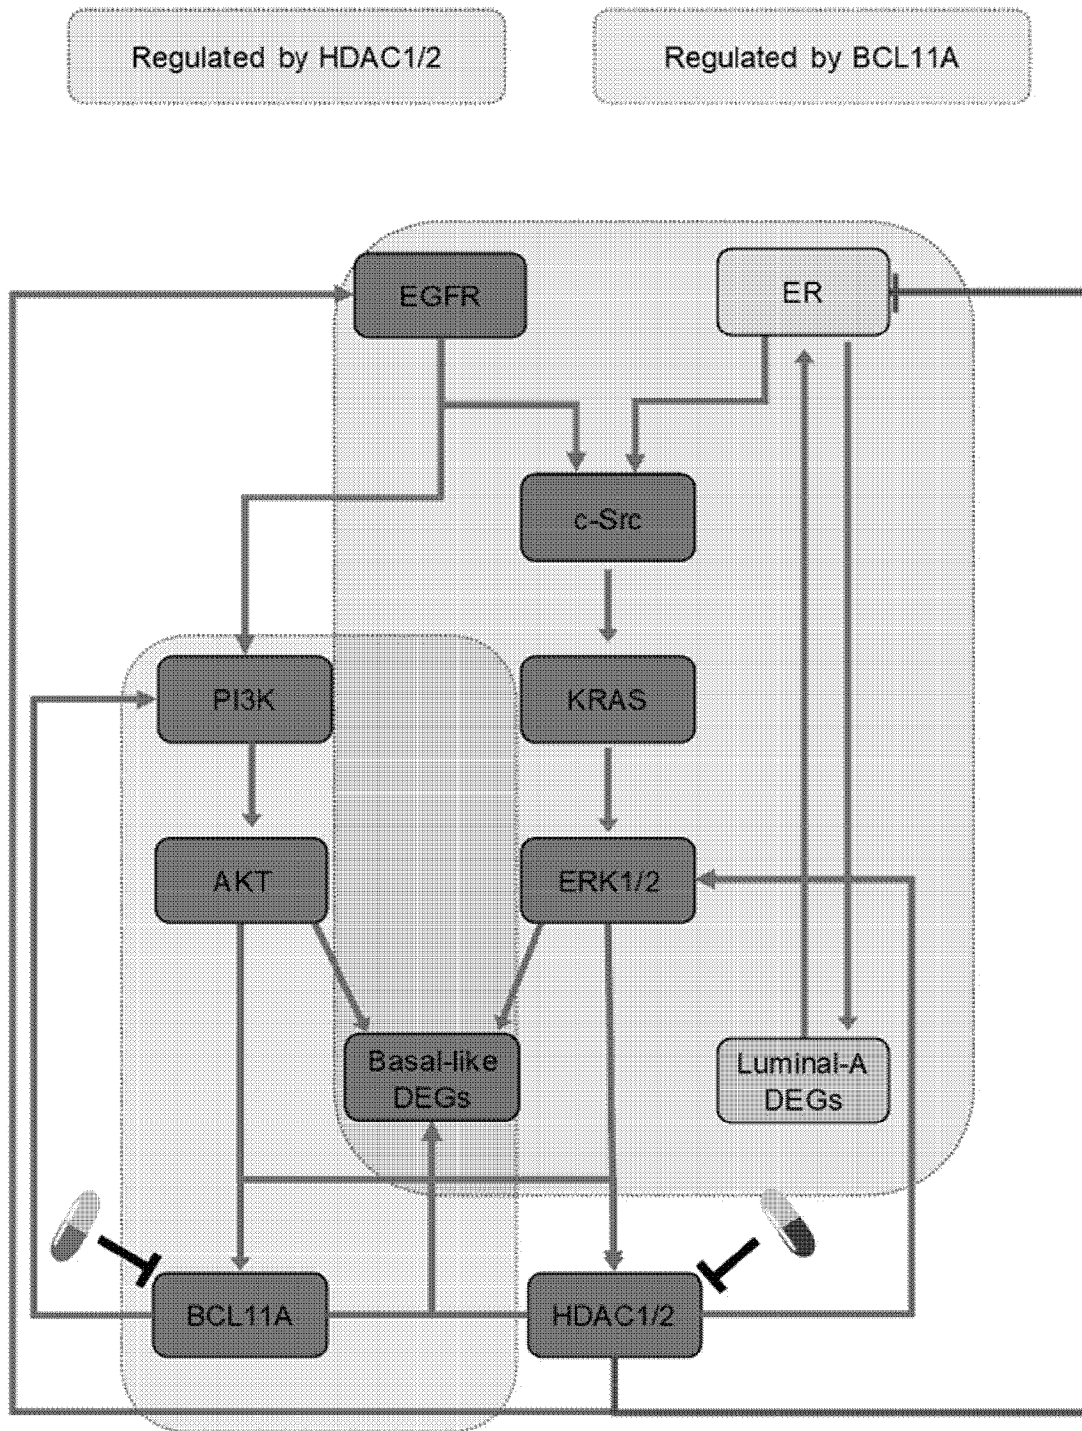 Regulated by HDAC1/2
Regulated by BCL11A
EGFR
ER
c-Src
PI3K
KRAS
AKT
ERK1/2
Basal-like
DEGs
Luminal-A
DEGs
BCL11A
HDAC1/2